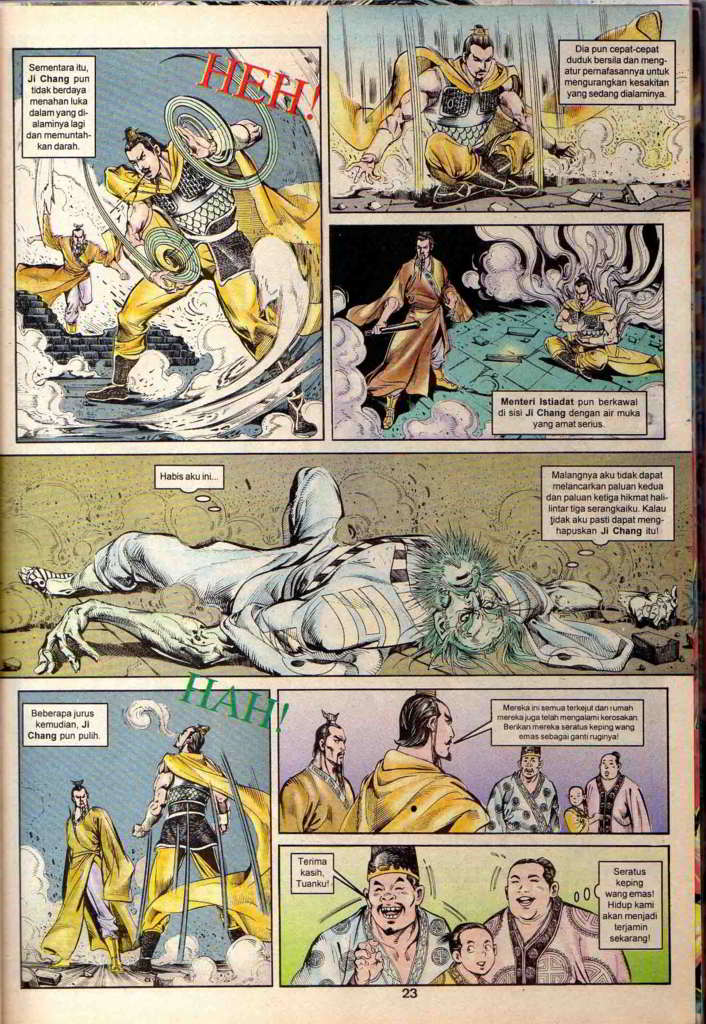 Sementara itu,
Ji Chang pun
tidak berdaya
menahan luka
dalam yang di-
alaminya lagi
dan memuntah-
kan darah.
HEH!
Dia pun cepat-cepat
duduk bersila dan meng-
atur pernafasannya untuk
mengurangkan kesakitan
yang sedang dialaminya.
Menteri Istiadat pun berkawal
di sisi Ji Chang dengan air muka
yang amat serius.
Habis aku ini...
Malangnya aku tidak dapat
melancarkan paluan kedua
dan paluan ketiga hikmat hali-
lintar tiga serangkaiku. Kalau
tidak aku pasti dapat meng-
hapuskan Ji Chang itu!
Beberapa jurus
kemudian, Ji
Chang pun pulih.
HAH!
Mereka ini semua terkejut dan rumah
mereka juga telah mengalami kerosakan.
Berikan mereka seratus keping wang
emas sebagai ganti ruginya!
Terima
kasih,
Tuanku!
Seratus
keping
wang emas!
Hidup kami
akan menjadi
terjamin
sekarang!
23